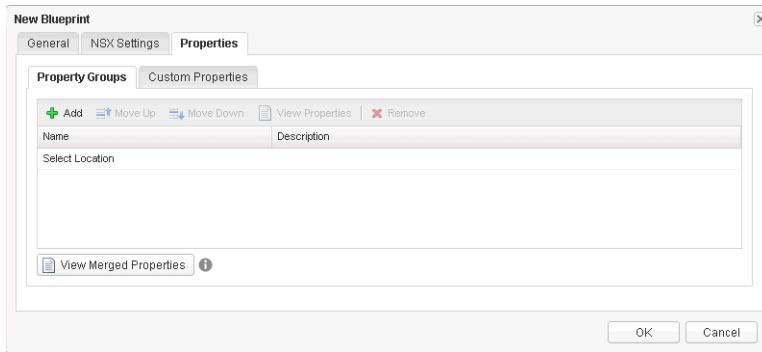 New Blueprint
General NSX Settings Properties
Property Groups Custom Properties
Add Move Up Move Down View Properties Remove
Name Description
Select Location
View Merged Properties
OK Cancel